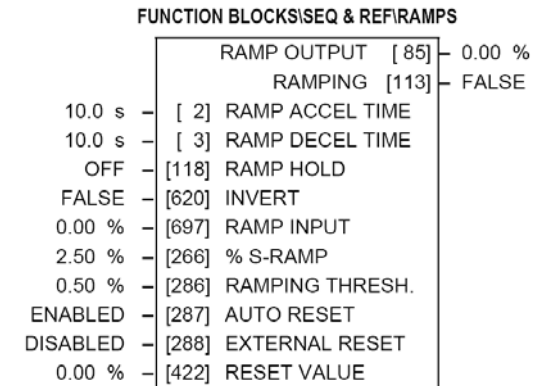 FUNCTION BLOCKS\SEQ & REF\RAMPS
RAMP OUTPUT [ 85] – 0.00 %
RAMPING [113] – FALSE
10.0 s – [ 2] RAMP ACCEL TIME
10.0 s – [ 3] RAMP DECEL TIME
OFF – [118] RAMP HOLD
FALSE – [620] INVERT
0.00 % – [697] RAMP INPUT
2.50 % – [266] % S-RAMP
0.50 % – [286] RAMPING THRESH.
ENABLED – [287] AUTO RESET
DISABLED – [288] EXTERNAL RESET
0.00 % – [422] RESET VALUE